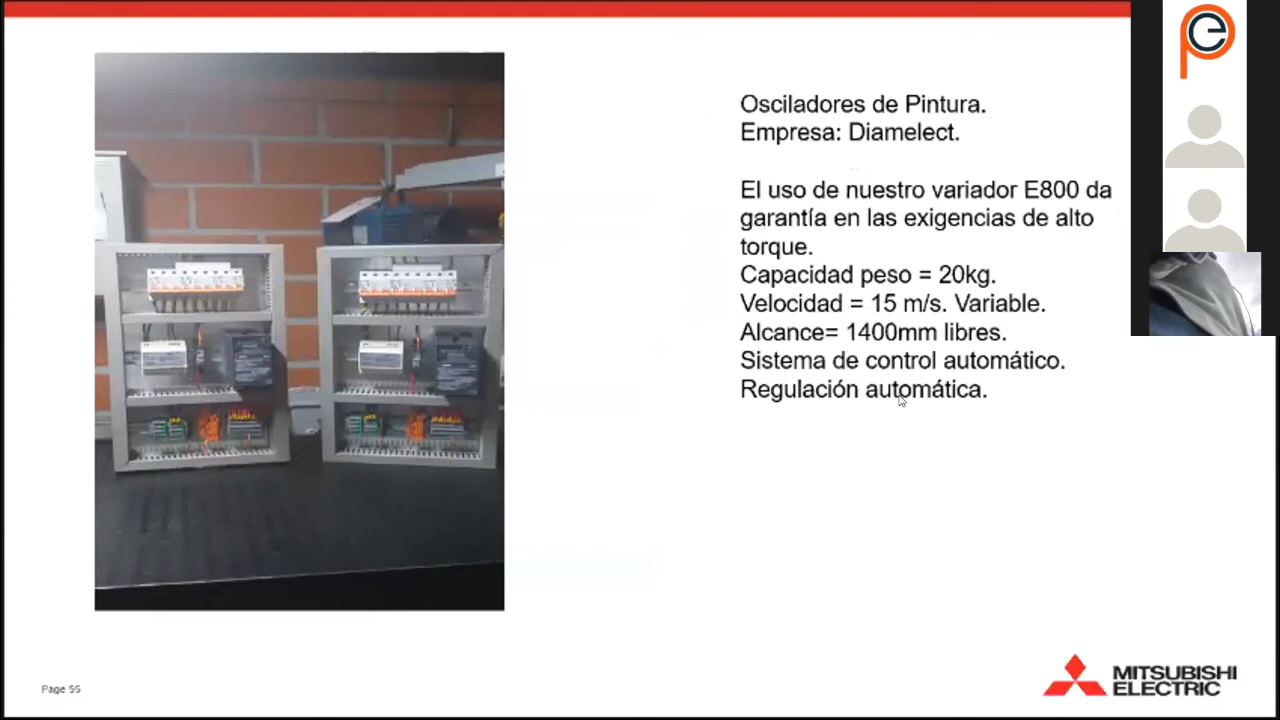 Osciladores de Pintura.
Empresa: Diamelect.
El uso de nuestro variador E800 da
garantía en las exigencias de alto
torque.
Capacidad peso = 20kg.
Velocidad = 15 m/s. Variable.
Alcance= 1400mm libres.
Sistema de control automático.
Regulación automática.
Page 55
MITSUBISHI
ELECTRIC